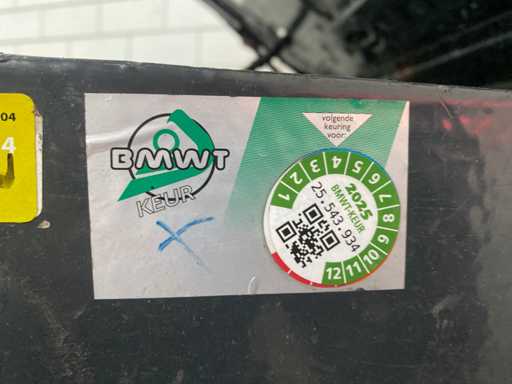 04
4
BMWT
KEUR
volgende
keuring
voor:
1 2 3 4 5 6 7 8 9 10 11 12
2025
BMWT-KEUR
25.543.934